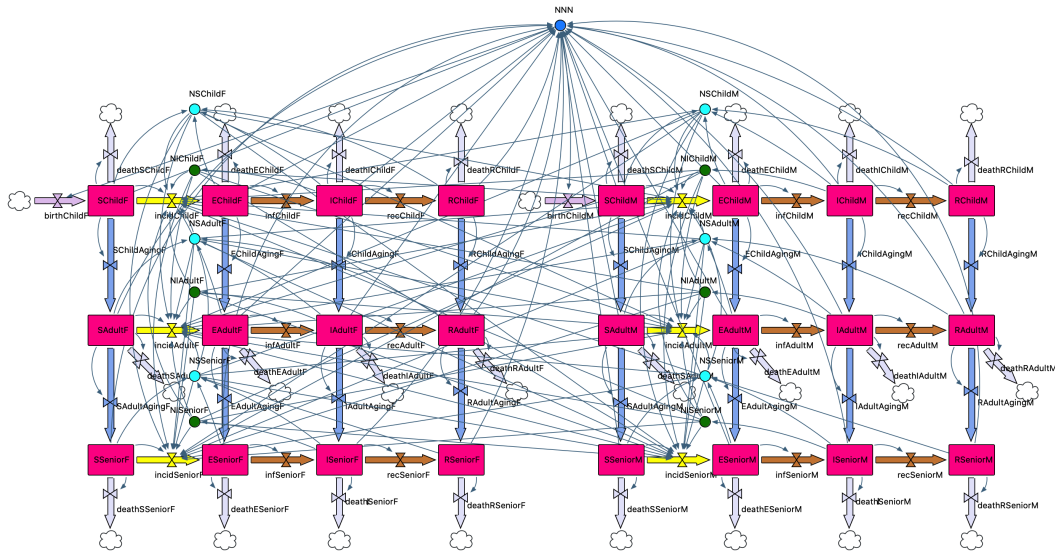 NNN
NSChildF
NSChildM
deathSChildF
NIChildF
deathEChildF
deathIChildF
deathRChildF
deathSChildM
NIChildM
deathEChildM
deathIChildM
deathRChildM
SChildF
EChildF
IChildF
RChildF
SChildM
EChildM
IChildM
RChildM
birthChildF
incidChildF
infChildF
recChildF
birthChildM
incidChildM
infChildM
recChildM
NSAdultF
NSAdultM
SChildAgingF
EChildAgingF
IChildAgingF
RChildAgingF
SChildAgingM
EChildAgingM
IChildAgingM
RChildAgingM
NIAdultF
NIAdultM
SAdultF
EAdultF
IAdultF
RAdultF
SAdultM
EAdultM
IAdultM
RAdultM
incidAdultF
infAdultF
recAdultF
incidAdultM
infAdultM
recAdultM
NSSeniorF
NSSeniorM
deathSAdultF
deathEAdultF
deathIAdultF
deathRAdultF
deathSAdultM
deathEAdultM
deathIAdultM
deathRAdultM
SAdultAgingF
NISeniorF
EAdultAgingF
IAdultAgingF
RAdultAgingF
SAdultAgingM
NISeniorM
EAdultAgingM
IAdultAgingM
RAdultAgingM
SSeniorF
ESeniorF
ISeniorF
RSeniorF
SSeniorM
ESeniorM
ISeniorM
RSeniorM
incidSeniorF
infSeniorF
recSeniorF
incidSeniorM
infSeniorM
recSeniorM
deathSSeniorF
deathESeniorF
deathISeniorF
deathRSeniorF
deathSSeniorM
deathESeniorM
deathISeniorM
deathRSeniorM